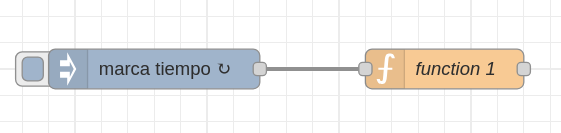 marca tiempo ↻
function 1